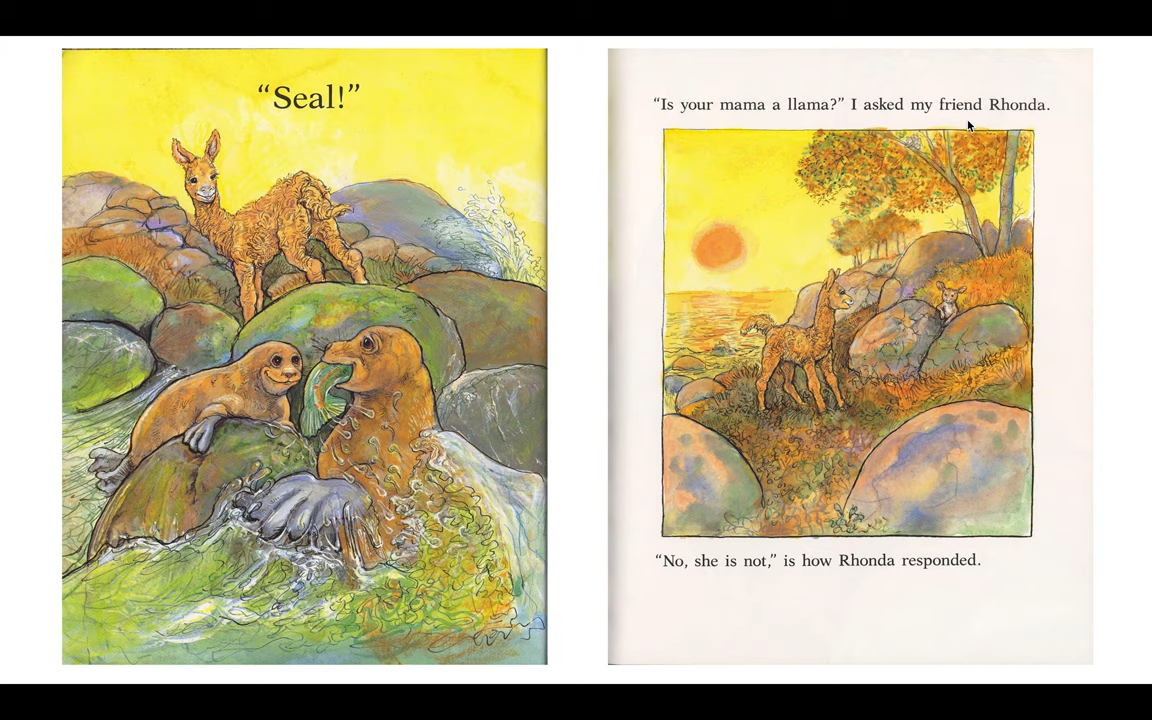 “Seal!”
“Is your mama a llama?” I asked my friend Rhonda.
“No, she is not,” is how Rhonda responded.